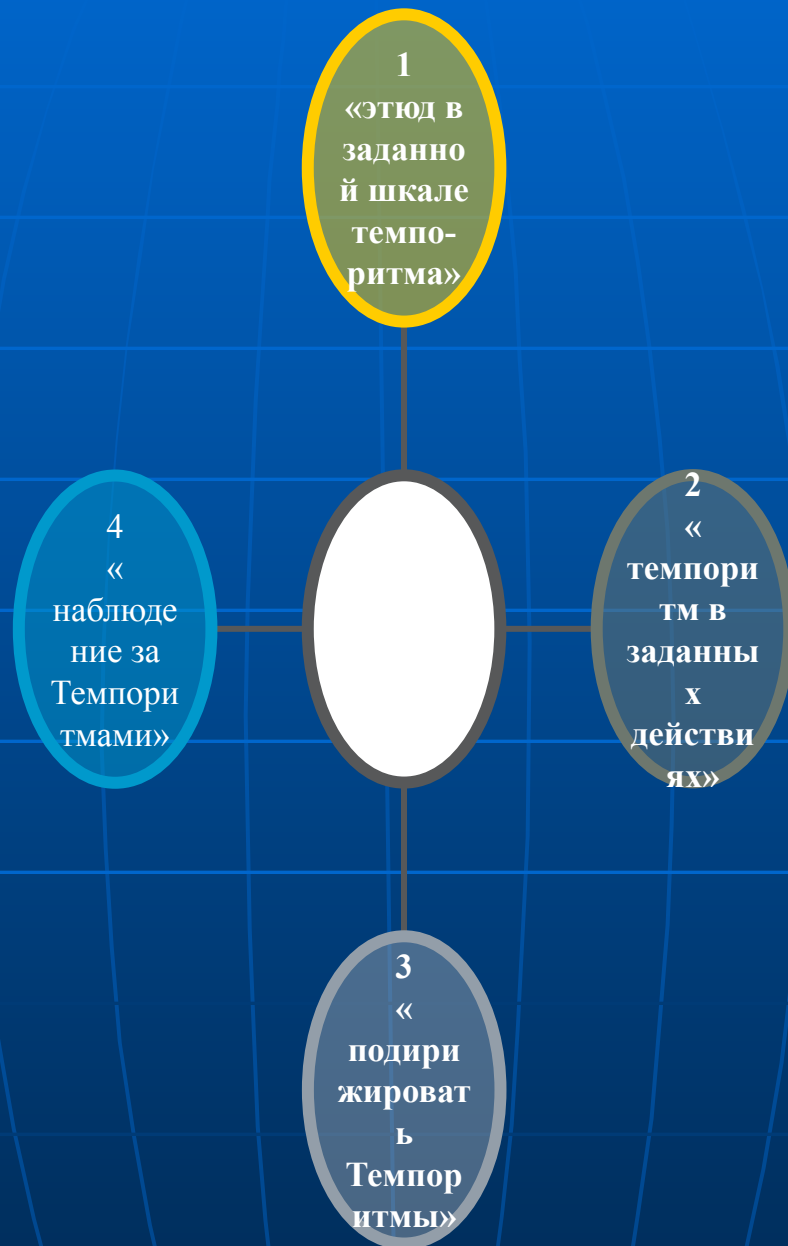 1
«этюд в
заданно
й шкале
темпо-
ритма»
2
«
темпори
тм в
заданны
х
действи
ях»
3
«
подири
жироват
ь
Темпор
итмы»
4
«
наблюде
ние за
Темпори
тмами»